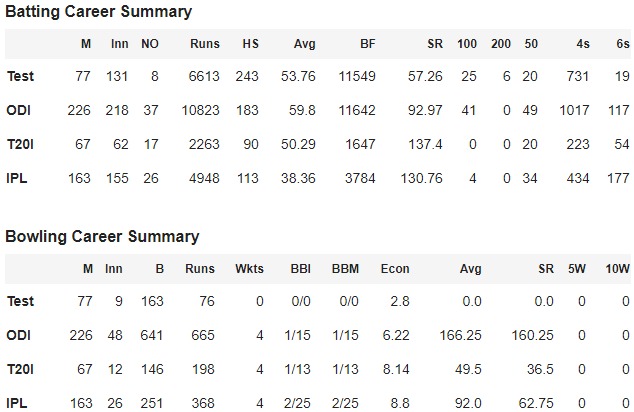 Batting Career Summary
M Inn NO Runs HS Avg BF SR 100 200 50 4s 6s
Test 77 131 8 6613 243 53.76 11549 57.26 25 6 20 731 19
ODI 226 218 37 10823 183 59.8 11642 92.97 41 0 49 1017 117
T20I 67 62 17 2263 90 50.29 1647 137.4 0 0 20 223 54
IPL 163 155 26 4948 113 38.36 3784 130.76 4 0 34 434 177
Bowling Career Summary
M Inn B Runs Wkts BBI BBM Econ Avg SR 5W 10W
Test 77 9 163 76 0 0/0 0/0 2.8 0.0 0.0 0 0
ODI 226 48 641 665 4 1/15 1/15 6.22 166.25 160.25 0 0
T20I 67 12 146 198 4 1/13 1/13 8.14 49.5 36.5 0 0
IPL 163 26 251 368 4 2/25 2/25 8.8 92.0 62.75 0 0